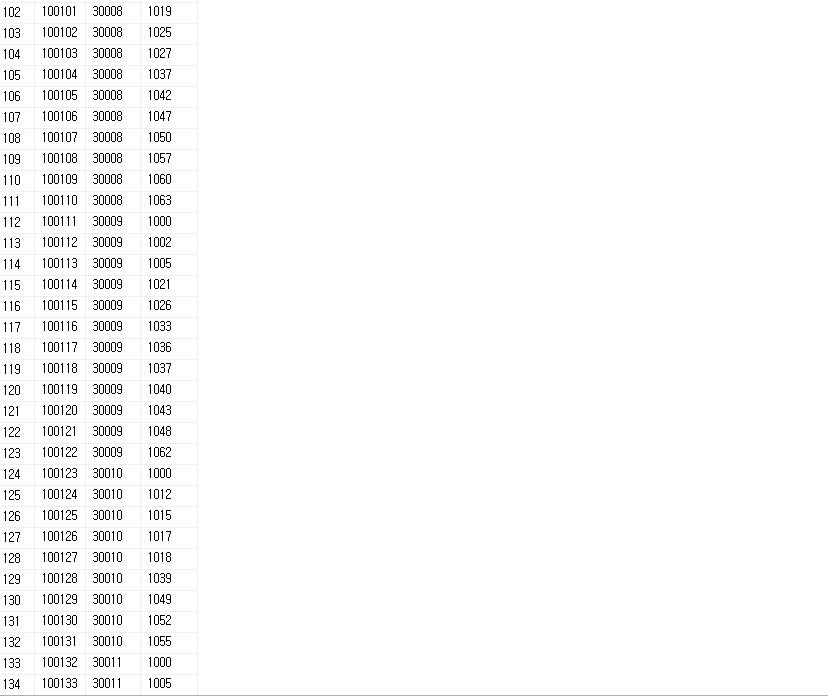 102 100101 30008 1019
103 100102 30008 1025
104 100103 30008 1027
105 100104 30008 1037
106 100105 30008 1042
107 100106 30008 1047
108 100107 30008 1050
109 100108 30008 1057
110 100109 30008 1060
111 100110 30008 1063
112 100111 30009 1000
113 100112 30009 1002
114 100113 30009 1005
115 100114 30009 1021
116 100115 30009 1026
117 100116 30009 1033
118 100117 30009 1036
119 100118 30009 1037
120 100119 30009 1040
121 100120 30009 1043
122 100121 30009 1048
123 100122 30009 1062
124 100123 30010 1000
125 100124 30010 1012
126 100125 30010 1015
127 100126 30010 1017
128 100127 30010 1018
129 100128 30010 1039
130 100129 30010 1049
131 100130 30010 1052
132 100131 30010 1055
133 100132 30011 1000
134 100133 30011 1005